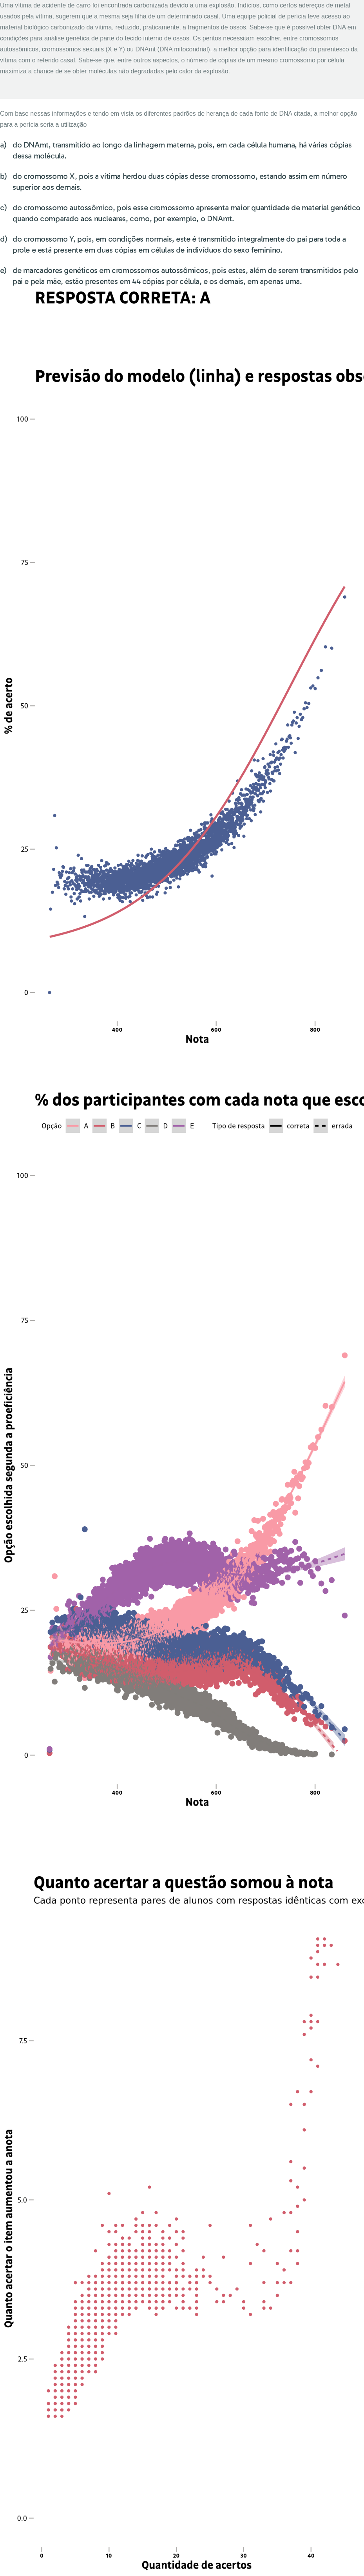 Uma vítima de acidente de carro foi encontrada carbonizada devido a uma explosão. Indícios, como certos adereços de metal
usados pela vítima, sugerem que a mesma seja filha de um determinado casal. Uma equipe policial de perícia teve acesso ao
material biológico carbonizado da vítima, reduzido, praticamente, a fragmentos de ossos. Sabe-se que é possível obter DNA em
condições para análise genética de parte do tecido interno de ossos. Os peritos necessitam escolher, entre cromossomos
autossômicos, cromossomos sexuais (X e Y) ou DNAmt (DNA mitocondrial), a melhor opção para identificação do parentesco da
vítima com o referido casal. Sabe-se que, entre outros aspectos, o número de cópias de um mesmo cromossomo por célula
maximiza a chance de se obter moléculas não degradadas pelo calor da explosão.
Com base nessas informações e tendo em vista os diferentes padrões de herança de cada fonte de DNA citada, a melhor opção
para a perícia seria a utilização
a) do DNAmt, transmitido ao longo da linhagem materna, pois, em cada célula humana, há várias cópias
dessa molécula.
b) do cromossomo X, pois a vítima herdou duas cópias desse cromossomo, estando assim em número
superior aos demais.
c) do cromossomo autossômico, pois esse cromossomo apresenta maior quantidade de material genético
quando comparado aos nucleares, como, por exemplo, o DNAmt.
d) do cromossomo Y, pois, em condições normais, este é transmitido integralmente do pai para toda a
prole e está presente em duas cópias em células de indivíduos do sexo feminino.
e) de marcadores genéticos em cromossomos autossômicos, pois estes, além de serem transmitidos pelo
pai e pela mãe, estão presentes em 44 cópias por célula, e os demais, em apenas uma.
RESPOSTA CORRETA: A
Previsão do modelo (linha) e respostas obs
100
75
50
25
0
% de acerto
400 600 800
Nota
% dos participantes com cada nota que esco
Opção A B C D E Tipo de resposta correta errada
100
75
50
25
0
Opção escolhida segunda a proeficiência
400 600 800
Nota
Quanto acertar a questão somou à nota
Cada ponto representa pares de alunos com respostas idênticas com exc
7.5
5.0
2.5
0.0
Quanto acertar o item aumentou a anota
0 10 20 30 40
Quantidade de acertos